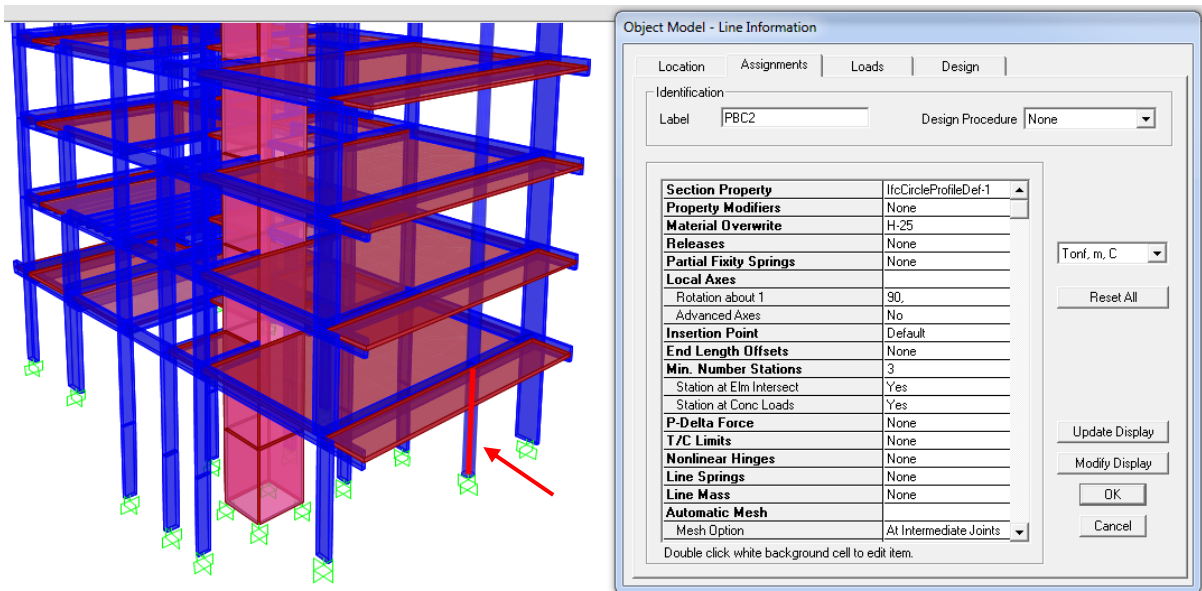 Object Model - Line Information
Location Assignments Loads Design
Identification
Label PBC2 Design Procedure None
Section Property IfcCircleProfileDef-1
Property Modifiers None
Material Overwrite H-25
Releases None
Partial Fixity Springs None
Local Axes
Rotation about 1 90,
Advanced Axes No
Insertion Point Default
End Length Offsets None
Min. Number Stations 3
Station at Elm Intersect Yes
Station at Conc Loads Yes
P-Delta Force None
T/C Limits None
Nonlinear Hinges None
Line Springs None
Line Mass None
Automatic Mesh
Mesh Option At Intermediate Joints
Double click white background cell to edit item.
Tonf, m, C
Reset All
Update Display
Modify Display
OK
Cancel